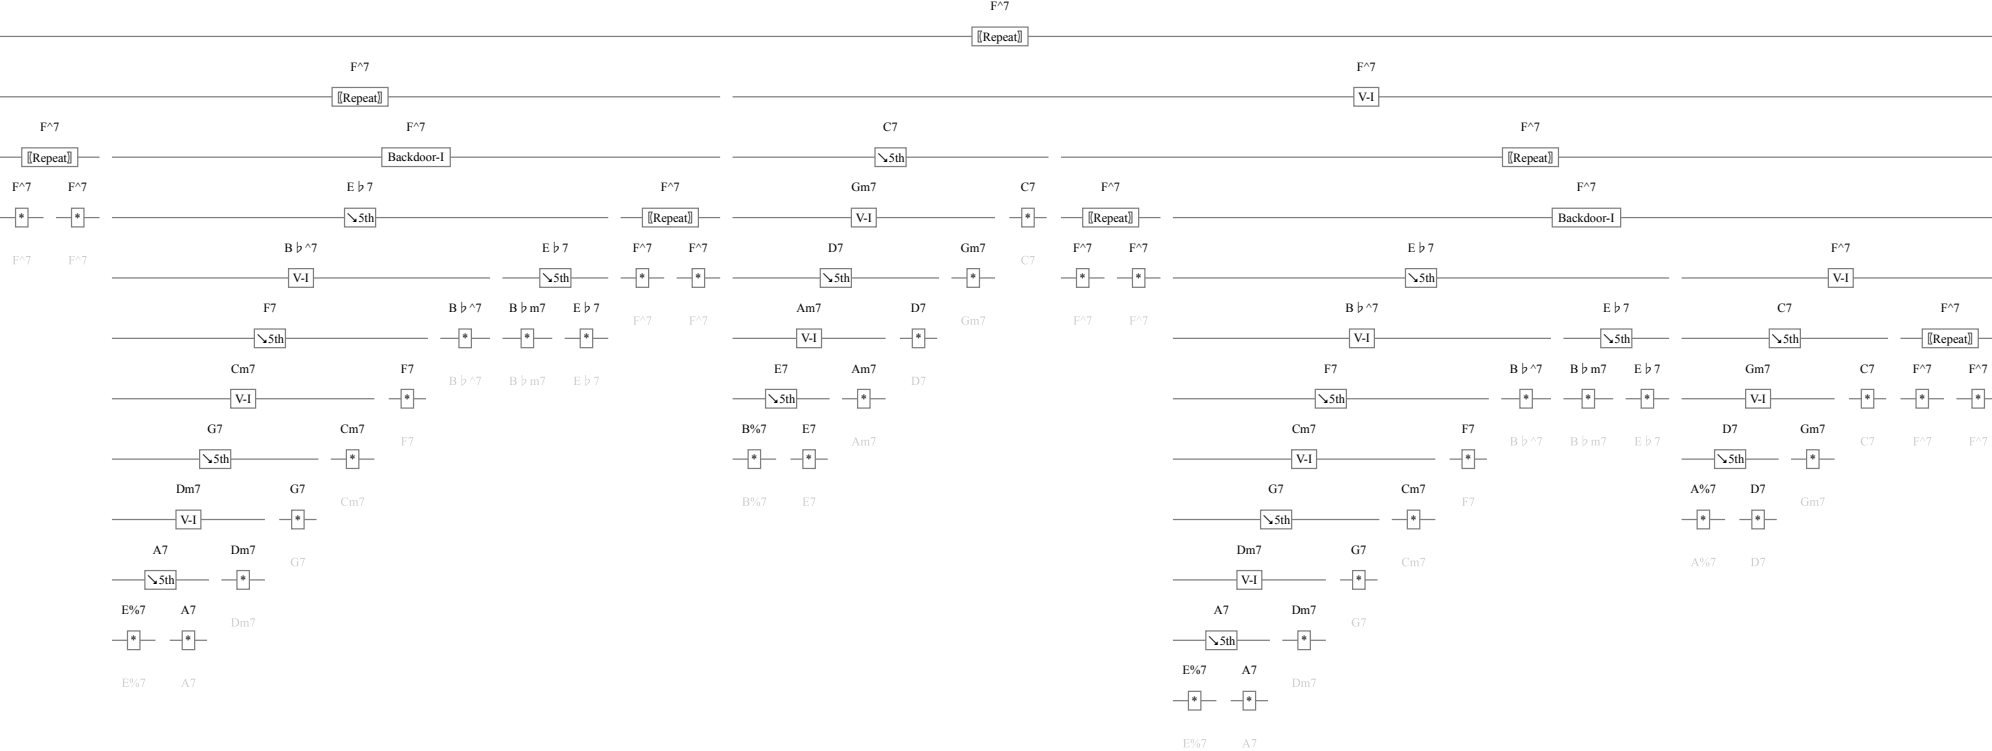 F^7
⟦Repeat⟧
F^7 F^7
⟦Repeat⟧ V-I
F^7 F^7 C7 F^7
⟦Repeat⟧ Backdoor-I ↘5th ⟦Repeat⟧
F^7 F^7 E♭7 F^7 Gm7 C7 F^7 F^7
* * ↘5th ⟦Repeat⟧ V-I * ⟦Repeat⟧ Backdoor-I
B♭^7 E♭7 F^7 F^7 D7 Gm7 F^7 F^7 E♭7 F^7
F^7 F^7 C7
V-I ↘5th * * ↘5th * * * ↘5th V-I
F7 B♭^7 B♭m7 E♭7 Am7 D7 B♭^7 E♭7 C7 F^7
F^7 F^7 Gm7 F^7 F^7
↘5th * * * V-I * V-I ↘5th ↘5th ⟦Repeat⟧
Cm7 F7 E7 Am7 F7 B♭^7 B♭m7 E♭7 Gm7 C7 F^7 F^7
B♭^7 B♭m7 E♭7 D7
V-I * ↘5th * ↘5th * * * V-I * * *
G7 Cm7 B%7 E7 Cm7 F7 D7 Gm7
F7 Am7 B♭^7 B♭m7 E♭7 C7 F^7 F^7
↘5th * * * V-I * ↘5th *
Dm7 G7 G7 Cm7 A%7 D7
Cm7 B%7 E7 F7 Gm7
V-I * ↘5th * * *
A7 Dm7 Dm7 G7
G7 Cm7 A%7 D7
↘5th * V-I *
E%7 A7 A7 Dm7
Dm7 G7
* * ↘5th *
E%7 A7
E%7 A7 Dm7
* *
E%7 A7